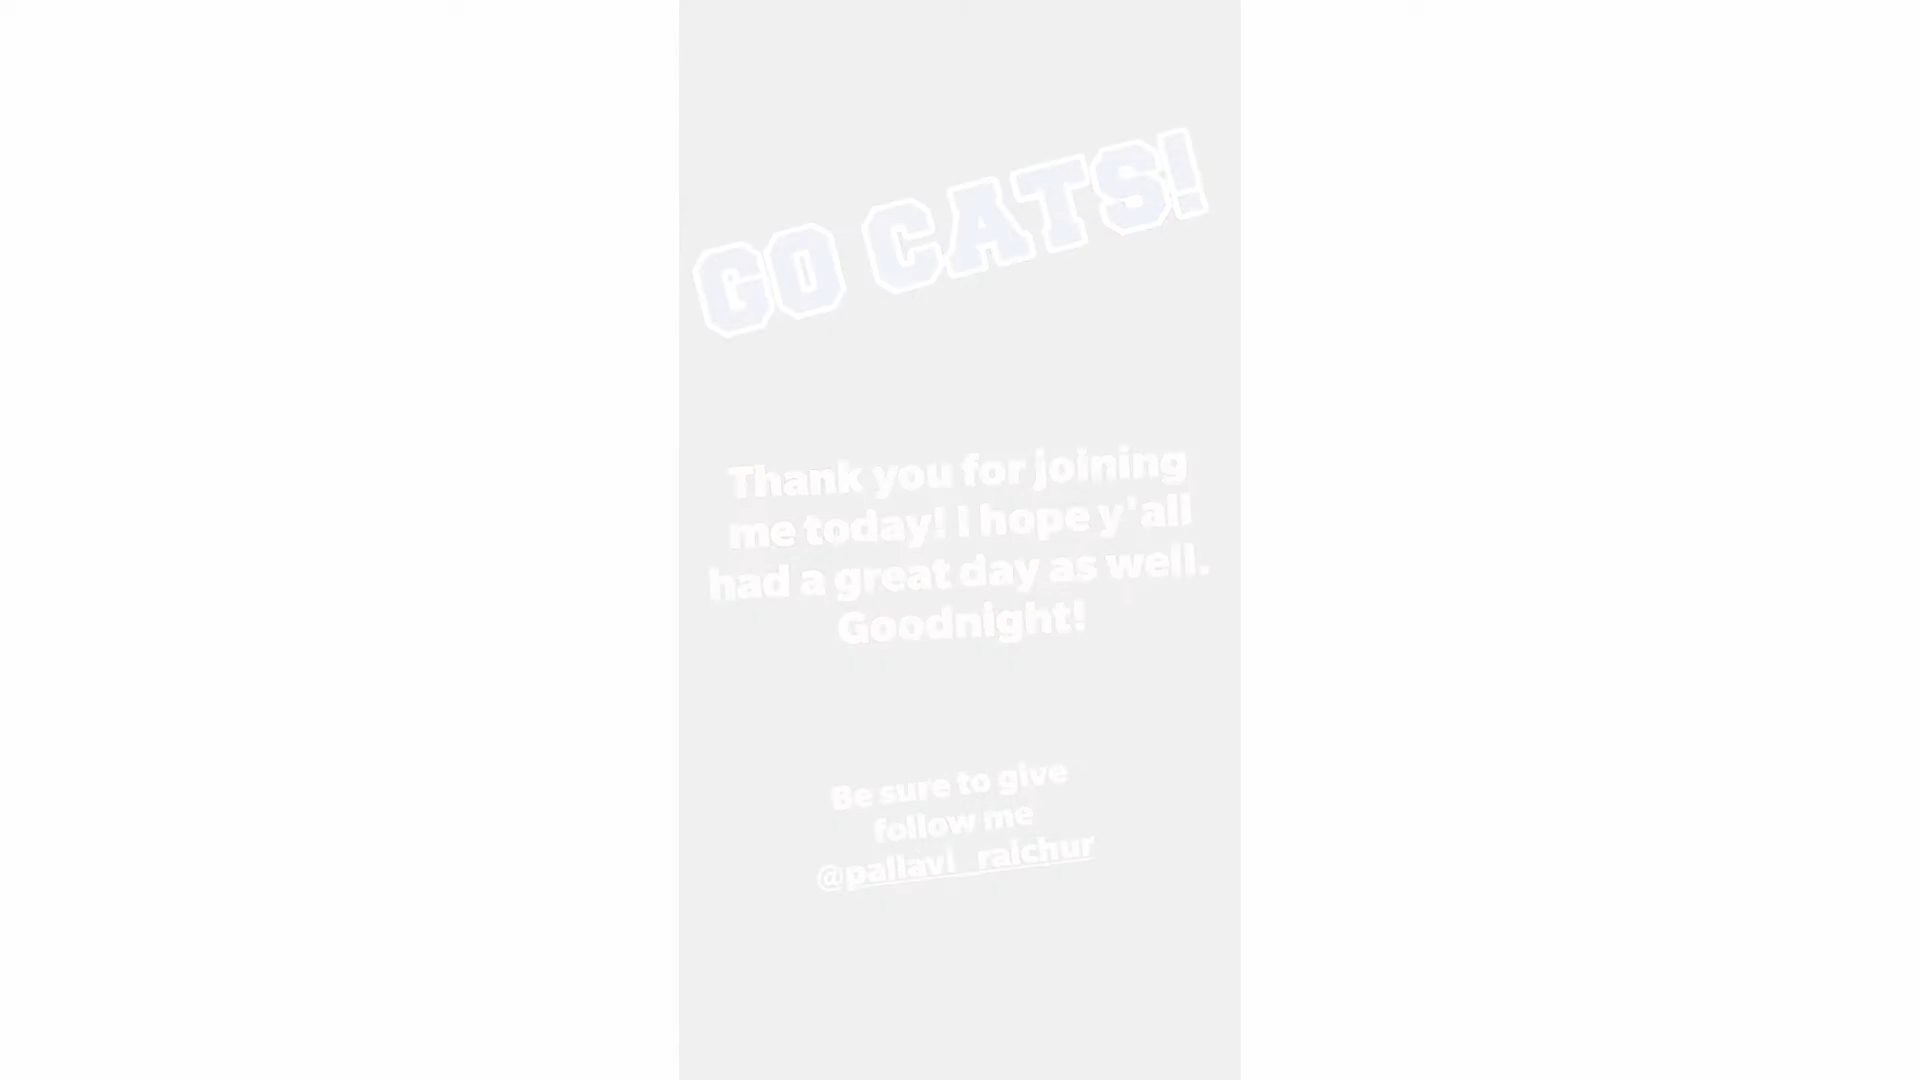 GO CATS!
Thank you for joining
me today! I hope y'all
had a great day as well.
Goodnight!
Be sure to give
follow me
@pallavi_raichur